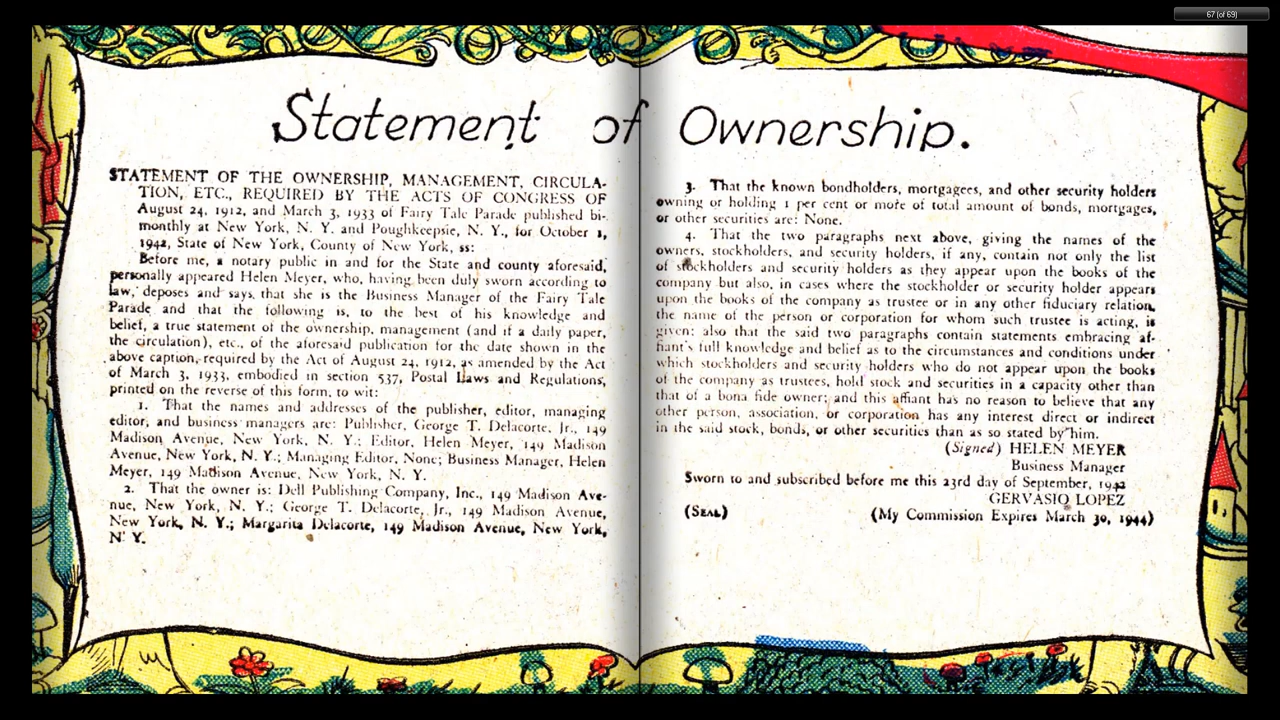 67 (of 69)
Statement of Ownership.
STATEMENT OF THE OWNERSHIP, MANAGEMENT, CIRCULA-
TION, ETC., REQUIRED BY THE ACTS OF CONGRESS OF
August 24, 1912, and March 3, 1933 of Fairy Tale Parade published bi-
monthly at New York, N. Y. and Poughkeepsie, N. Y., for October 1,
1942, State of New York, County of New York, ss:
Before me, a notary public in and for the State and county aforesaid,
personally appeared Helen Meyer, who, having been duly sworn according to
law, deposes and says that she is the Business Manager of the Fairy Tale
Parade and that the following is, to the best of his knowledge and
belief, a true statement of the ownership, management (and if a daily paper,
the circulation), etc., of the aforesaid publication for the date shown in the
above caption, required by the Act of August 24, 1912, as amended by the Act
of March 3, 1933, embodied in section 537, Postal Laws and Regulations,
printed on the reverse of this form, to wit:
1. That the names and addresses of the publisher, editor, managing
editor, and business managers are: Publisher, George T. Delacorte, Jr., 149
Madison Avenue, New York, N. Y.; Editor, Helen Meyer, 149 Madison
Avenue, New York, N. Y.; Managing Editor, None; Business Manager, Helen
Meyer, 149 Madison Avenue, New York, N. Y.
2. That the owner is: Dell Publishing Company, Inc., 149 Madison Ave-
nue, New York, N. Y.; George T. Delacorte, Jr., 149 Madison Avenue,
New York, N. Y.; Margarita Delacorte, 149 Madison Avenue, New York,
N. Y.
3. That the known bondholders, mortgagees, and other security holders
owning or holding 1 per cent or more of total amount of bonds, mortgages,
or other securities are: None.
4. That the two paragraphs next above, giving the names of the
owners, stockholders, and security holders, if any, contain not only the list
of stockholders and security holders as they appear upon the books of the
company but also, in cases where the stockholder or security holder appears
upon the books of the company as trustee or in any other fiduciary relation,
the name of the person or corporation for whom such trustee is acting, is
given: also that the said two paragraphs contain statements embracing af-
fiant's full knowledge and belief as to the circumstances and conditions under
which stockholders and security holders who do not appear upon the books
of the company as trustees, hold stock and securities in a capacity other than
that of a bona fide owner; and this affiant has no reason to believe that any
other person, association, or corporation has any interest direct or indirect
in the said stock, bonds, or other securities than as so stated by him.
(Signed) HELEN MEYER
Business Manager
Sworn to and subscribed before me this 23rd day of September, 1942
GERVASIO LOPEZ
(SEAL) (My Commission Expires March 30, 1944)